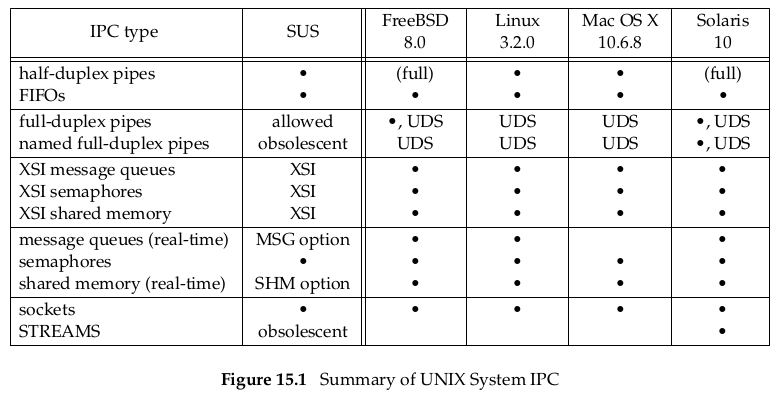 IPC type SUS FreeBSD 8.0 Linux 3.2.0 Mac OS X 10.6.8 Solaris 10
half-duplex pipes • (full) • • (full)
FIFOs • • • • •
full-duplex pipes allowed •, UDS UDS UDS •, UDS
named full-duplex pipes obsolescent UDS UDS UDS •, UDS
XSI message queues XSI • • • •
XSI semaphores XSI • • • •
XSI shared memory XSI • • • •
message queues (real-time) MSG option • • •
semaphores • • • • •
shared memory (real-time) SHM option • • • •
sockets • • • • •
STREAMS obsolescent •
Figure 15.1 Summary of UNIX System IPC